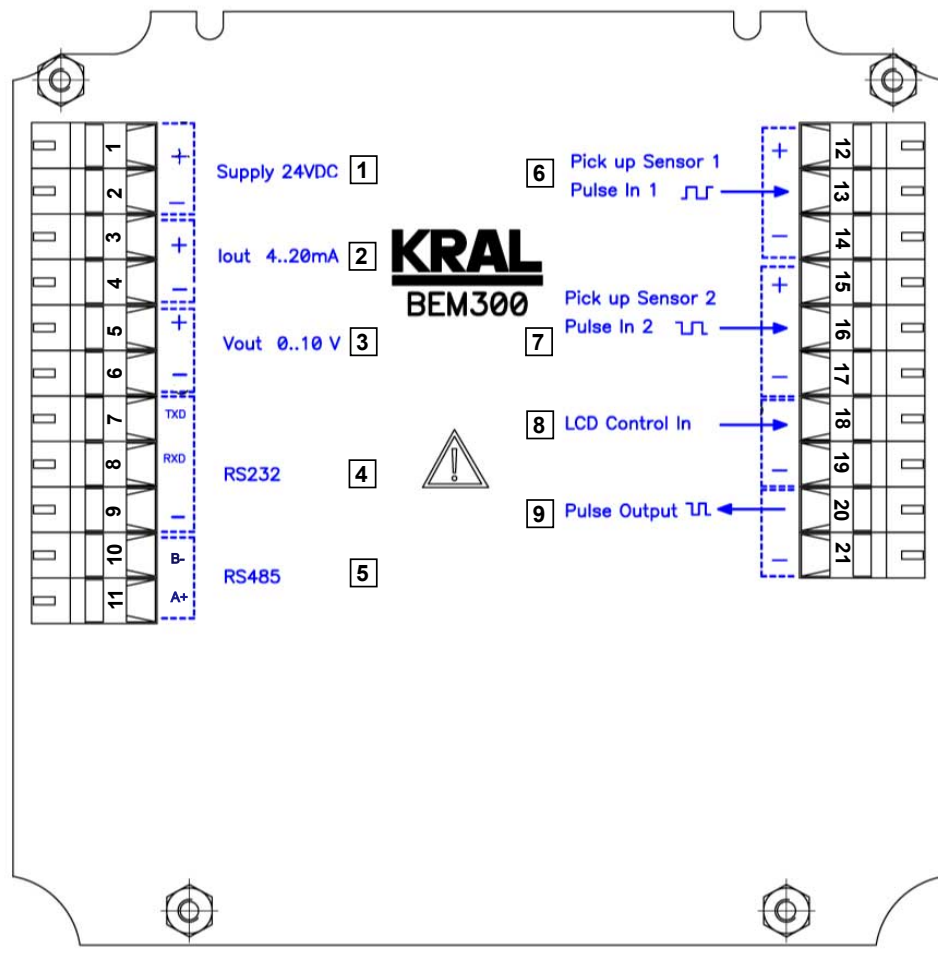 1
+
Supply 24VDC 1
2
–
3
+
Iout 4..20mA 2
4
–
5
+
Vout 0..10 V 3
6
–
7
TXD
8
RXD
RS232 4
9
–
10
B-
RS485 5
11
A+
KRAL
BEM300
6 Pick up Sensor 1
Pulse In 1
+
12
13
–
14
Pick up Sensor 2
7 Pulse In 2
+
15
16
–
17
8 LCD Control In
18
–
19
9 Pulse Output
20
–
21
!